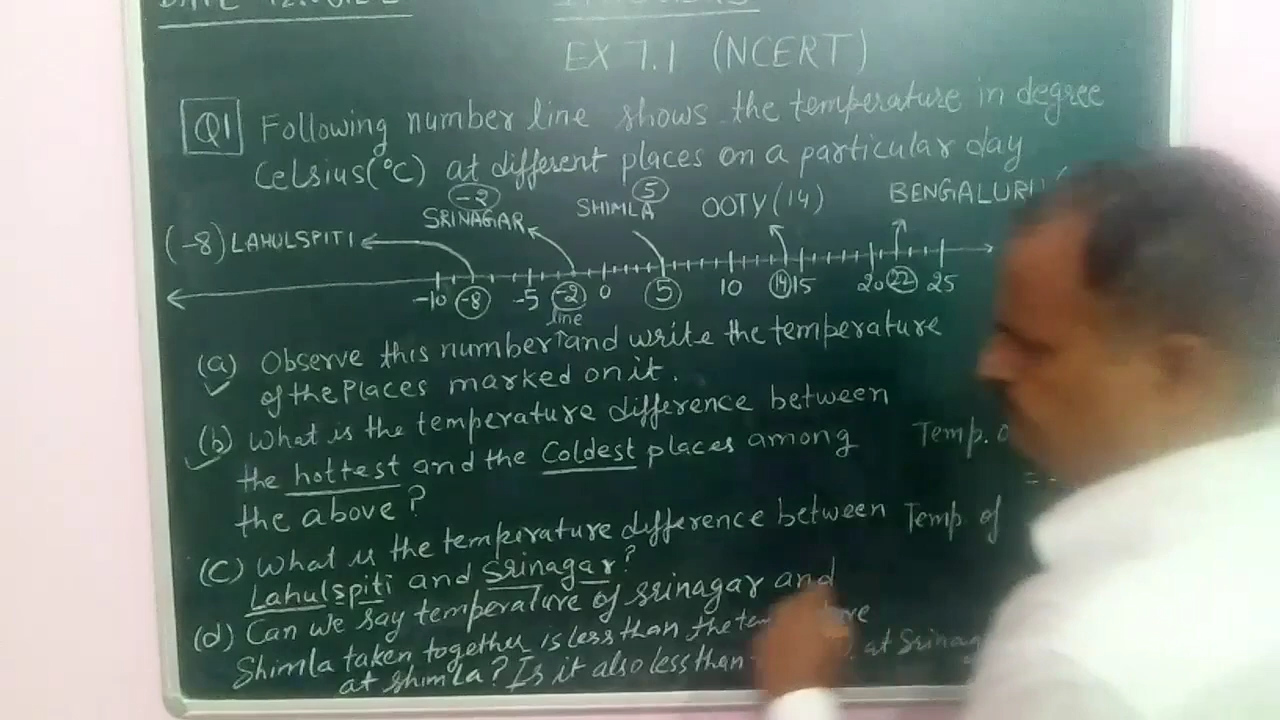 EX 7.1 (NCERT)
Q1 Following number line shows the temperature in degree
Celsius(°C) at different places on a particular day
-2 5
(-8) LAHULSPITI SRINAGAR SHIMLA OOTY (14) BENGALURU
-10 -8 -5 -2 0 5 10 14 15 20 22 25
line
(a) Observe this number and write the temperature
of the Places marked on it.
(b) What is the temperature difference between
the hottest and the Coldest places among
the above?
Temp.
(c) What is the temperature difference between
Lahulspiti and Srinagar?
Temp. of
(d) Can we say temperature of srinagar and
Shimla taken together is less than the
at shimla? Is it also less than at